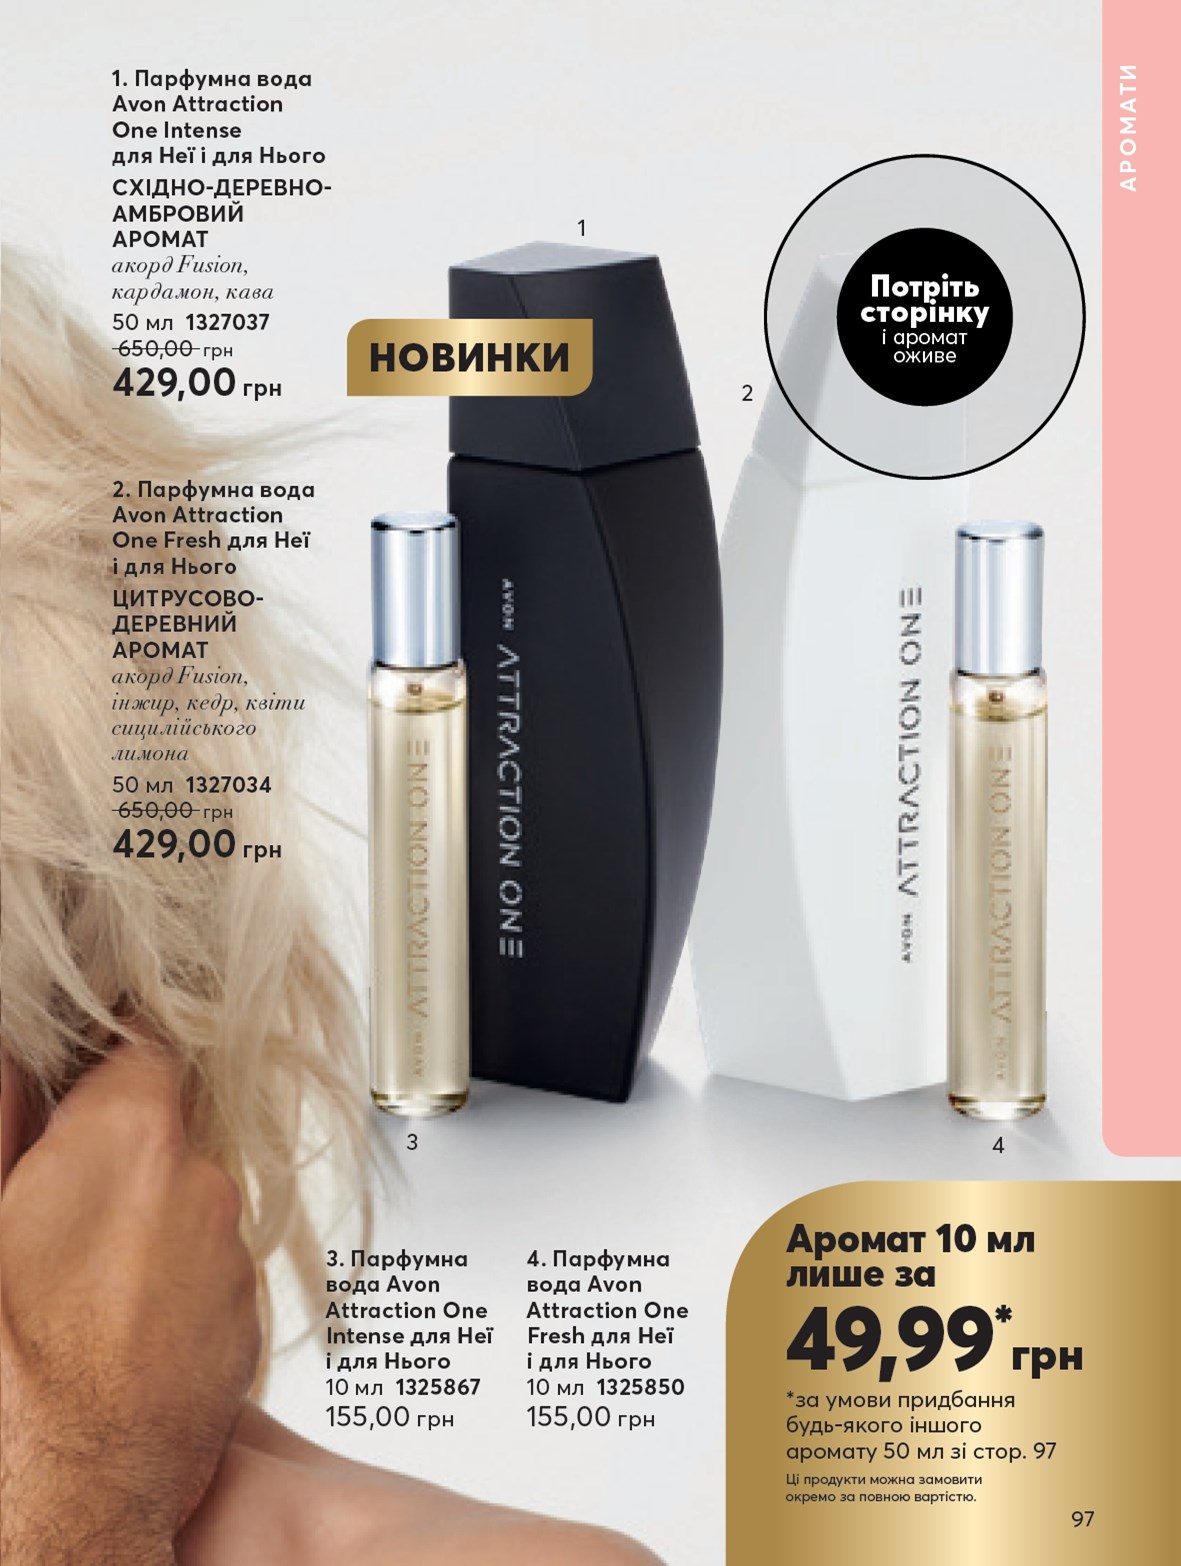 АРОМАТИ
1. Парфумна вода
Avon Attraction
One Intense
для Неї і для Нього
СХІДНО-ДЕРЕВНО-
АМБРОВИЙ
АРОМАТ
акорд Fusion,
кардамон, кава
50 мл 1327037
650,00 грн
429,00 грн
НОВИНКИ
1
Потріть
сторінку
і аромат
оживе
2
2. Парфумна вода
Avon Attraction
One Fresh для Неї
і для Нього
ЦИТРУСОВО-
ДЕРЕВНИЙ
АРОМАТ
акорд Fusion,
інжир, кедр, квіти
сицилійського
лимона
50 мл 1327034
650,00 грн
429,00 грн
AVON ATTRACTION ONE
AVON ATTRACTION ONE
AVON ATTRACTION ONE
AVON ATTRACTION ONE
3
4
3. Парфумна
вода Avon
Attraction One
Intense для Неї
і для Нього
10 мл 1325867
155,00 грн
4. Парфумна
вода Avon
Attraction One
Fresh для Неї
і для Нього
10 мл 1325850
155,00 грн
Аромат 10 мл
лише за
49,99* грн
*за умови придбання
будь-якого іншого
аромату 50 мл зі стор. 97
Ці продукти можна замовити
окремо за повною вартістю.
97